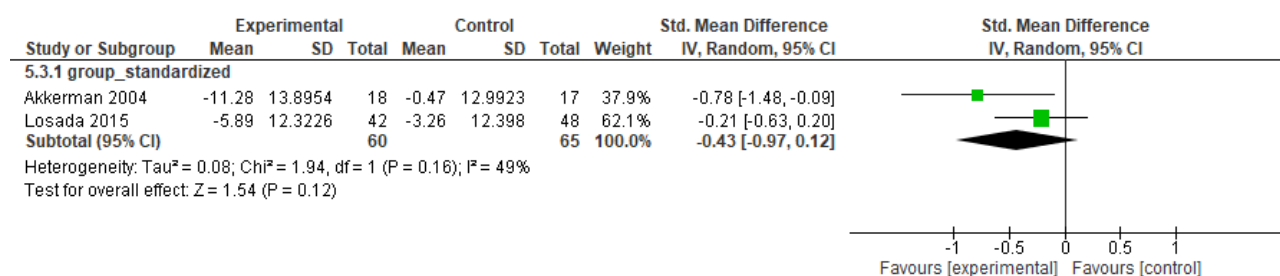 Experimental Control Std. Mean Difference Std. Mean Difference
Study or Subgroup Mean SD Total Mean SD Total Weight IV, Random, 95% CI IV, Random, 95% CI
5.3.1 group_standardized
Akkerman 2004 -11.28 13.8954 18 -0.47 12.9923 17 37.9% -0.78 [-1.48, -0.09]
Losada 2015 -5.89 12.3226 42 -3.26 12.398 48 62.1% -0.21 [-0.63, 0.20]
Subtotal (95% CI) 60 65 100.0% -0.43 [-0.97, 0.12]
Heterogeneity: Tau² = 0.08; Chi² = 1.94, df = 1 (P = 0.16); I² = 49%
Test for overall effect: Z = 1.54 (P = 0.12)
-1 -0.5 0 0.5 1
Favours [experimental] Favours [control]